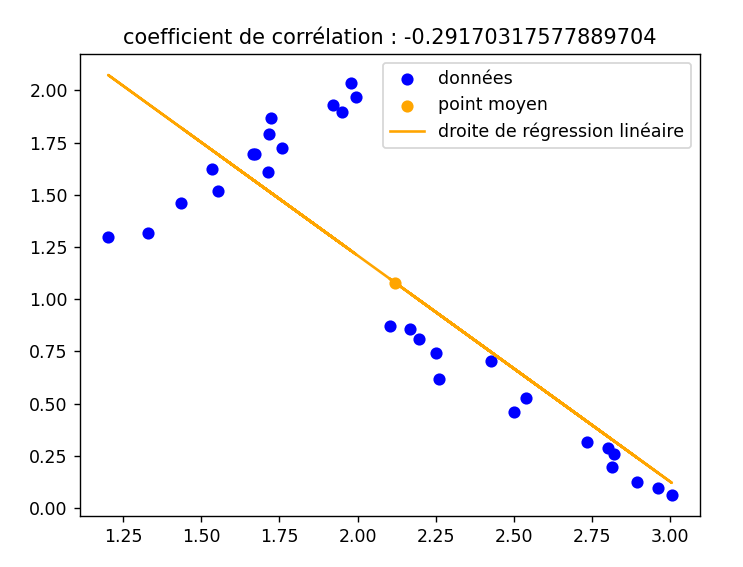 coefficient de corrélation : -0.29170317577889704
données
point moyen
droite de régression linéaire
2.00
1.75
1.50
1.25
1.00
0.75
0.50
0.25
0.00
1.25 1.50 1.75 2.00 2.25 2.50 2.75 3.00